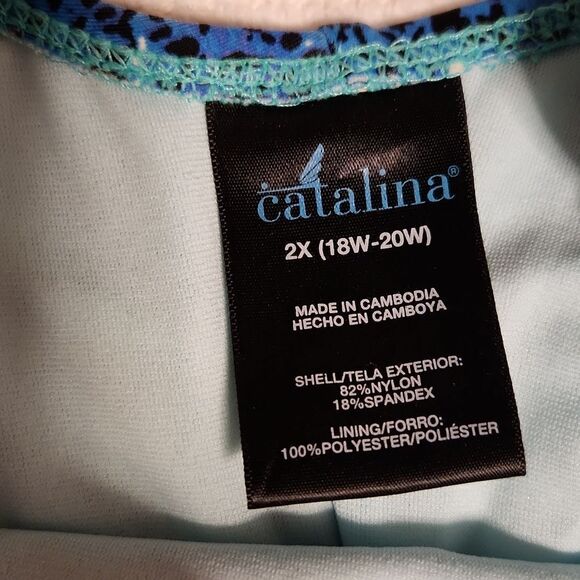 catalina®
2X (18W-20W)
MADE IN CAMBODIA
HECHO EN CAMBOYA
SHELL/TELA EXTERIOR:
82%NYLON
18%SPANDEX
LINING/FORRO:
100%POLYESTER/POLIÉSTER